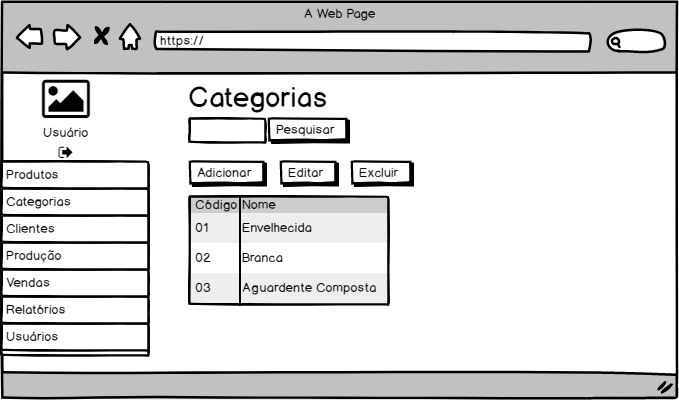 A Web Page
https://
Usuário
Produtos
Categorias
Clientes
Produção
Vendas
Relatórios
Usuários
Categorias
Pesquisar
Adicionar Editar Excluir
Código Nome
01 Envelhecida
02 Branca
03 Aguardente Composta